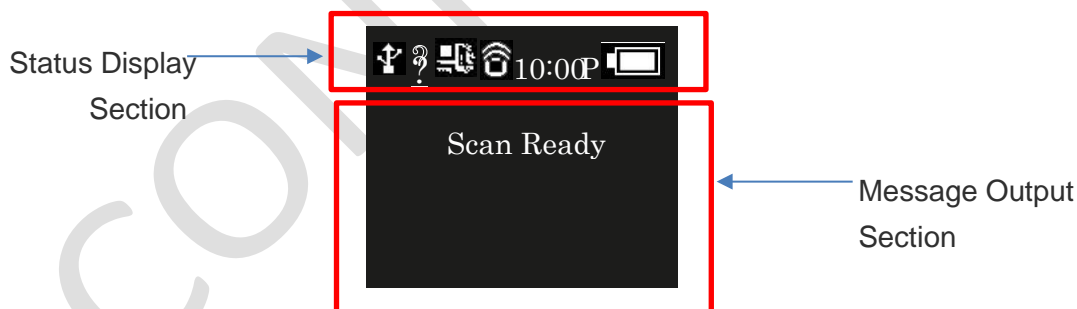 Status Display
Section
10:00P
Scan Ready
Message Output
Section